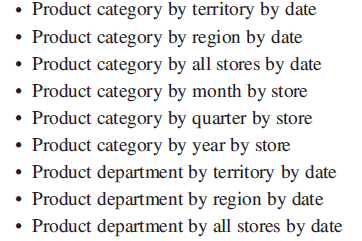 • Product category by territory by date
• Product category by region by date
• Product category by all stores by date
• Product category by month by store
• Product category by quarter by store
• Product category by year by store
• Product department by territory by date
• Product department by region by date
• Product department by all stores by date